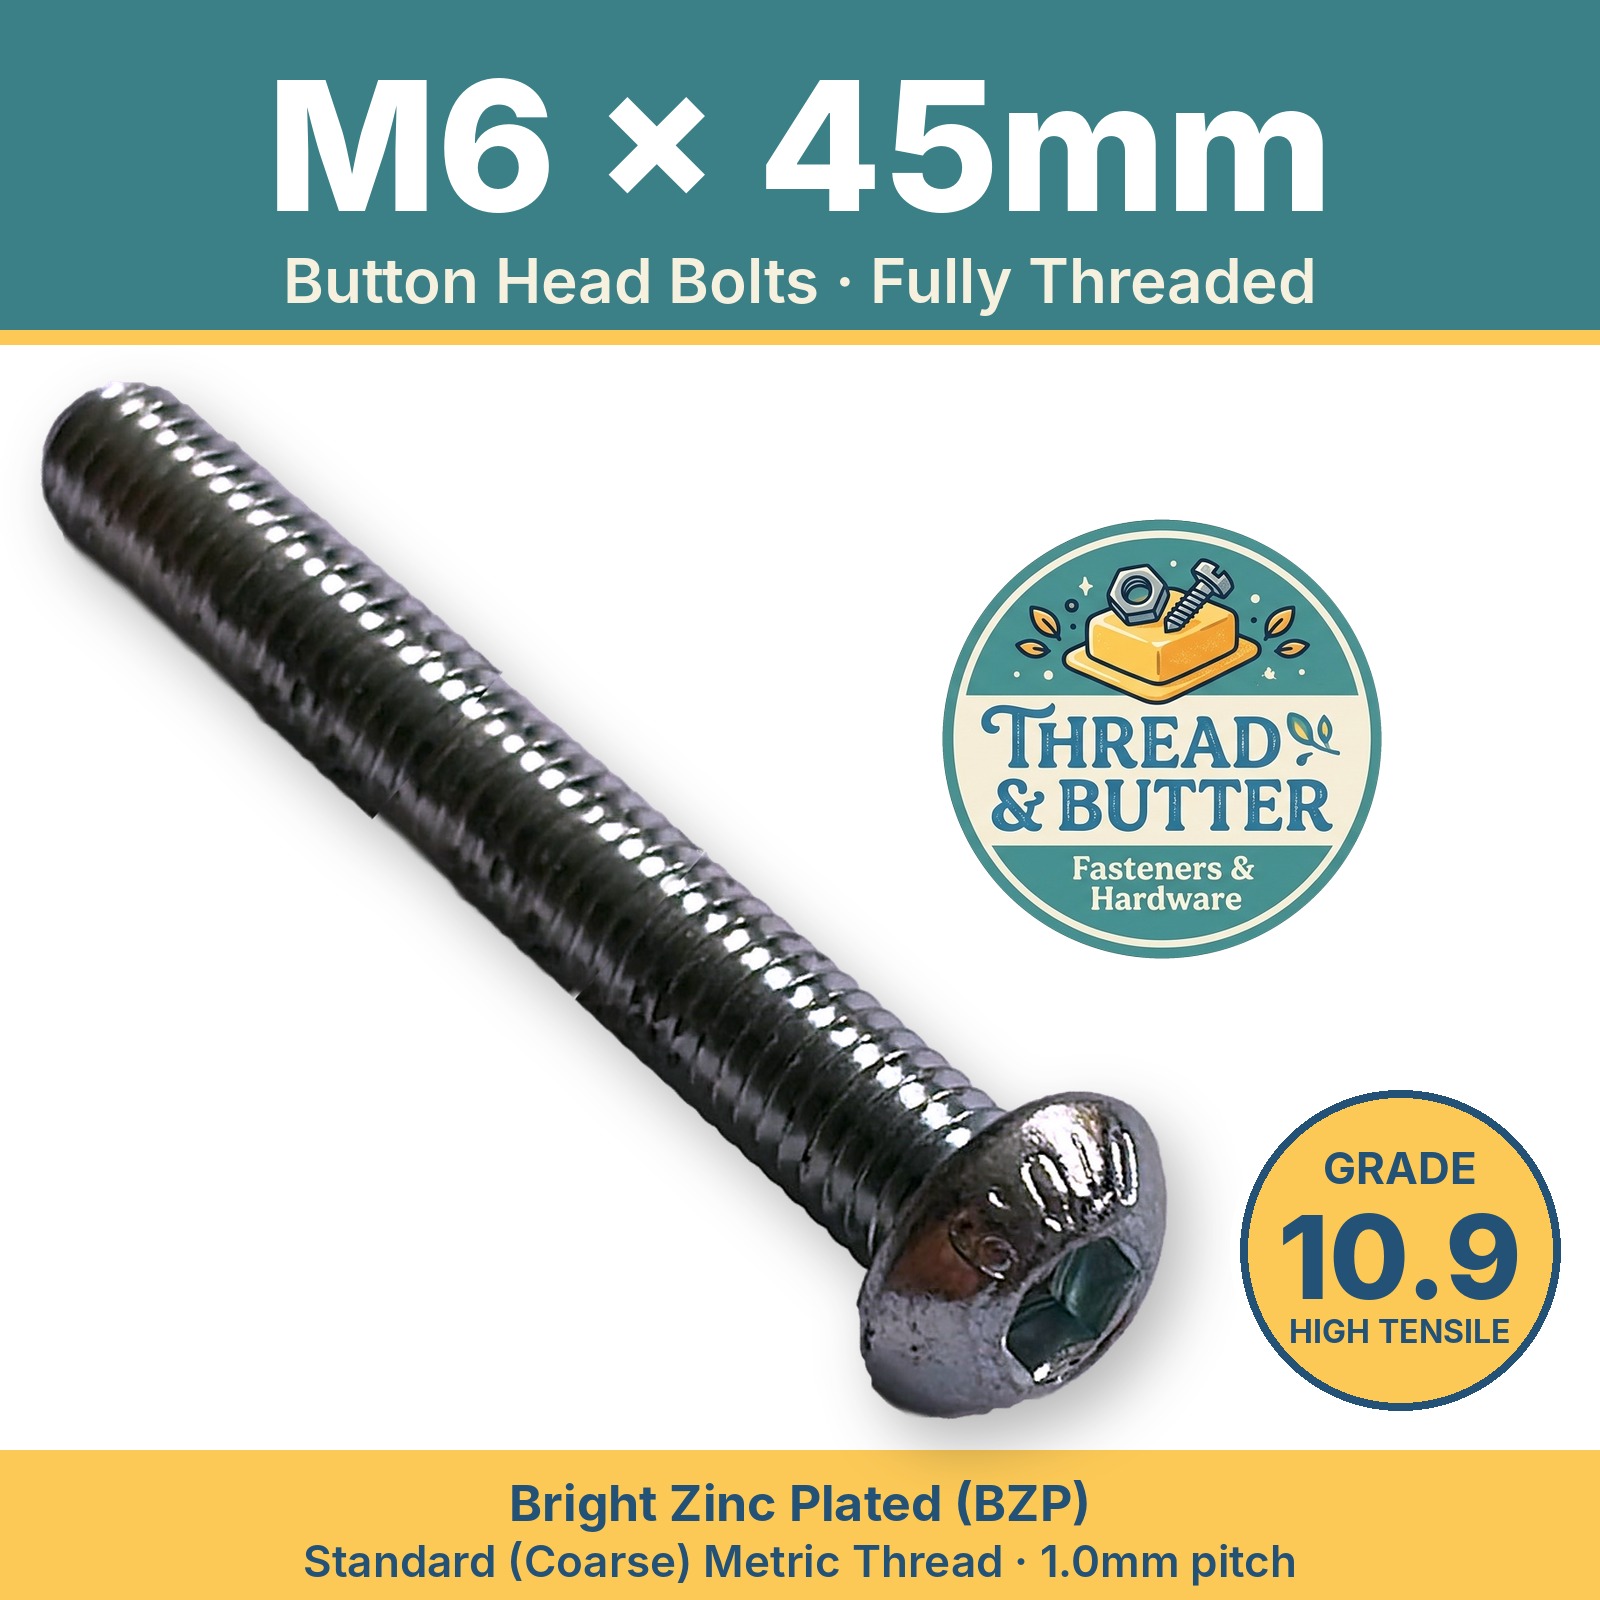 M6 × 45mm
Button Head Bolts · Fully Threaded
THREAD
& BUTTER
Fasteners &
Hardware
GRADE
10.9
HIGH TENSILE
Bright Zinc Plated (BZP)
Standard (Coarse) Metric Thread · 1.0mm pitch